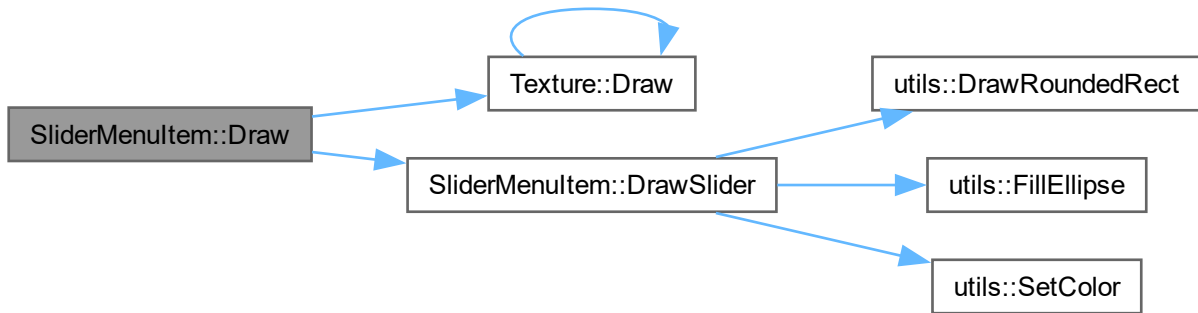 SliderMenuItem::Draw
Texture::Draw
SliderMenuItem::DrawSlider
utils::DrawRoundedRect
utils::FillEllipse
utils::SetColor